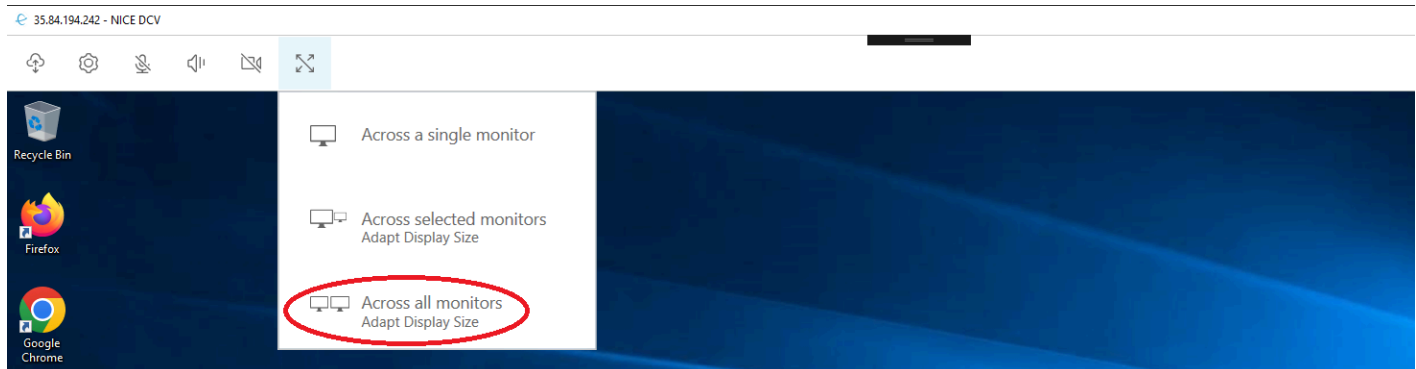 35.84.194.242 - NICE DCV
Recycle Bin
Firefox
Google
Chrome
Across a single monitor
Across selected monitors
Adapt Display Size
Across all monitors
Adapt Display Size